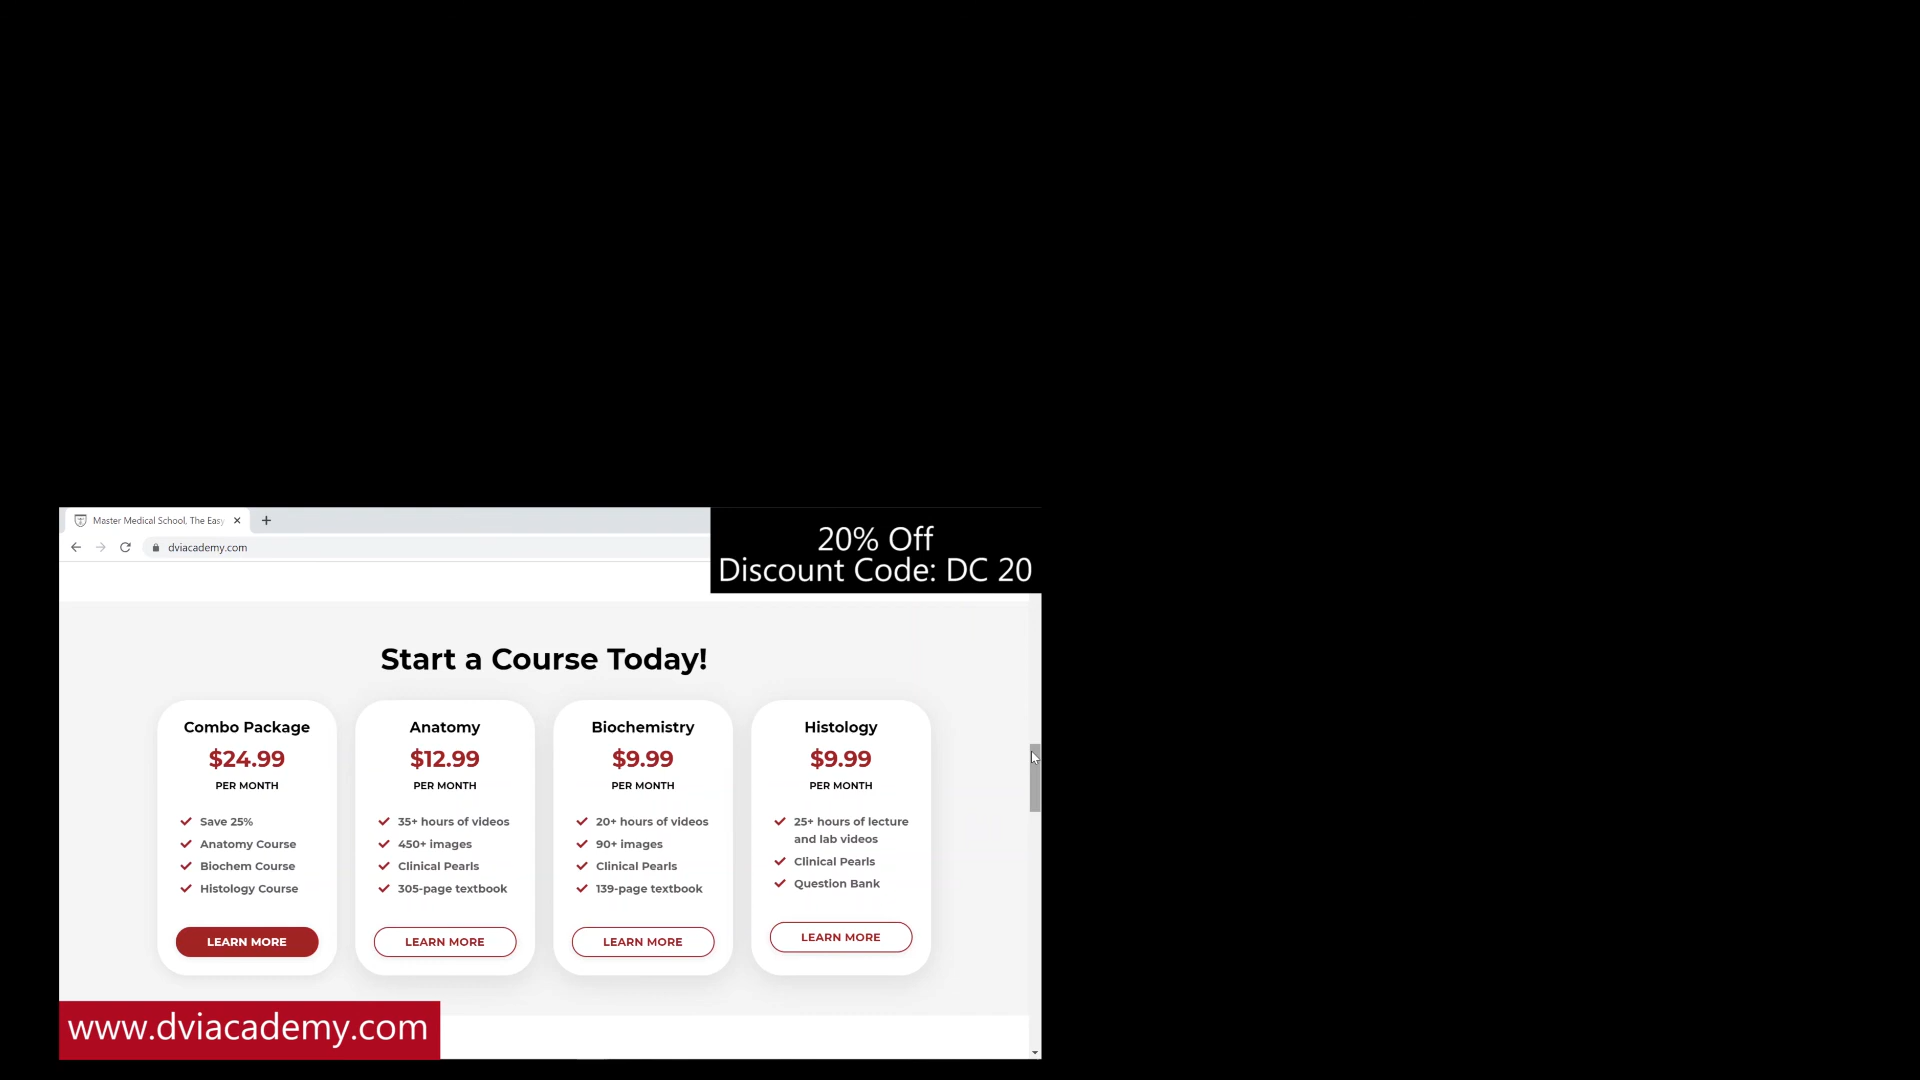 Master Medical School, The Easy
dviacademy.com
20% Off
Discount Code: DC 20
Start a Course Today!
Combo Package
$24.99
PER MONTH
Save 25%
Anatomy Course
Biochem Course
Histology Course
LEARN MORE
Anatomy
$12.99
PER MONTH
35+ hours of videos
450+ images
Clinical Pearls
305-page textbook
LEARN MORE
Biochemistry
$9.99
PER MONTH
20+ hours of videos
90+ images
Clinical Pearls
139-page textbook
LEARN MORE
Histology
$9.99
PER MONTH
25+ hours of lecture
and lab videos
Clinical Pearls
Question Bank
LEARN MORE
www.dviacademy.com